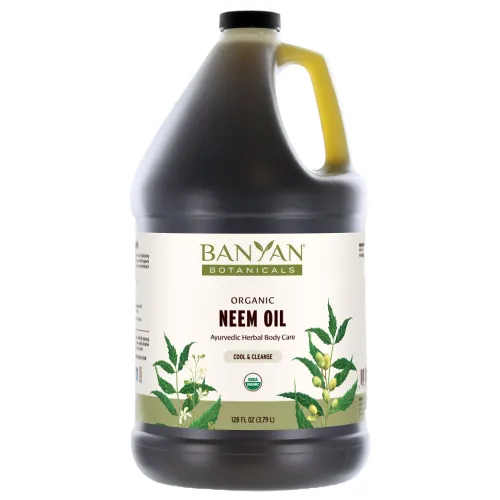 BANYAN
BOTANICALS
ORGANIC
NEEM OIL
Ayurvedic Herbal Body Care
COOL & CLEANSE
USDA
ORGANIC
128 FL OZ (3.79 L)